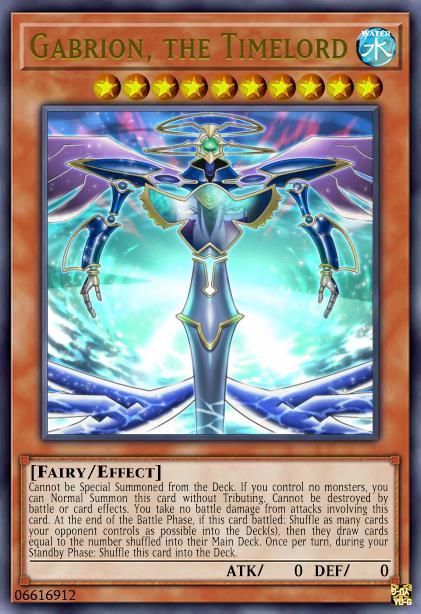 GABRION, THE TIMELORD
WATER
水
[FAIRY/EFFECT]
Cannot be Special Summoned from the Deck. If you control no monsters, you
can Normal Summon this card without Tributing. Cannot be destroyed by
battle or card effects. You take no battle damage from attacks involving this
card. At the end of the Battle Phase, if this card battled: Shuffle as many cards
your opponent controls as possible into the Deck(s), then they draw cards
equal to the number shuffled into their Main Deck. Once per turn, during your
Standby Phase: Shuffle this card into the Deck.
ATK/ 0 DEF/ 0
06616912